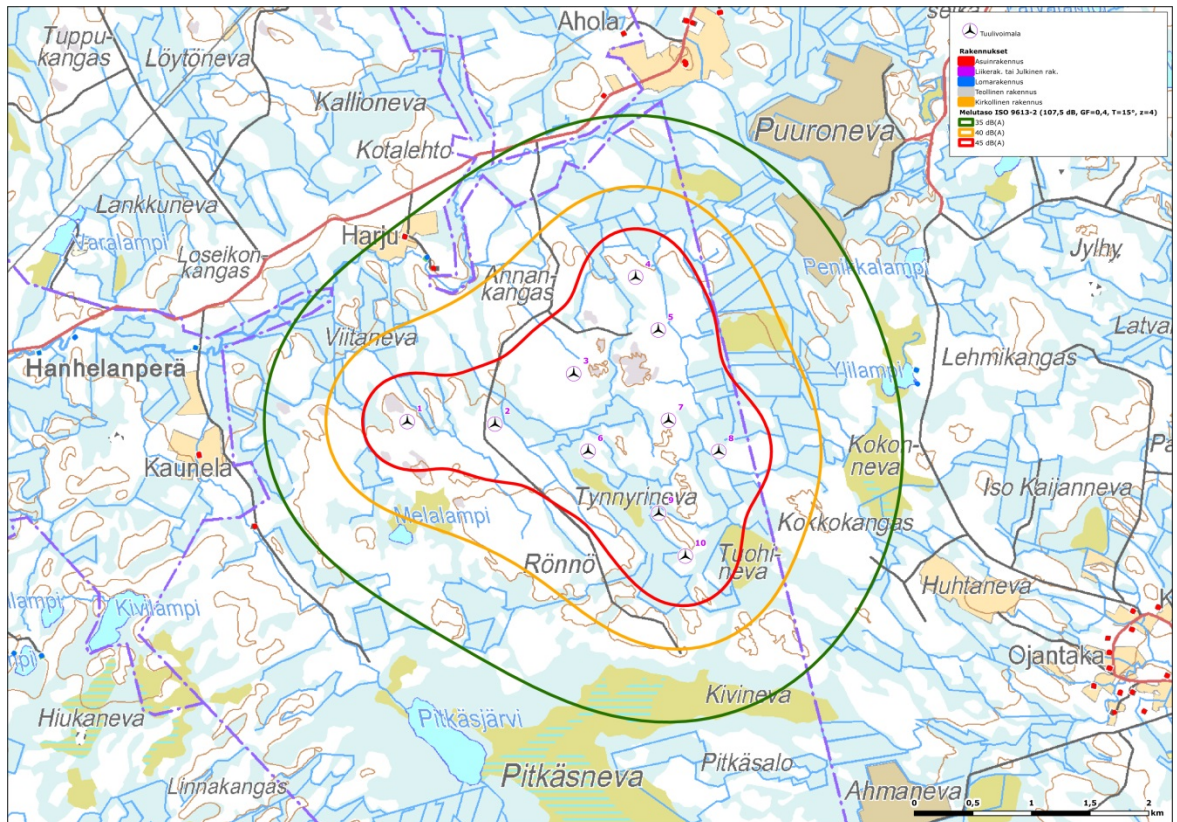 Tuppu-
kangas
Löytöneva
Ahola
Kallioneva
Kotalehto
Puuroneva
Lankkuneva
Varalampi
Loseikon-
kangas
Harju
Annan-
kangas
Penikkalampi
Jylhy
Viitaneva
Latva
Hanhelanperä
Lehmikangas
Ylilampi
Kaunela
Kokon-
neva
Iso Kaijanneva
Pa
Melalampi
Tynnyrineva
Kokkokangas
Rönnö
Tuohi-
neva
Huhtaneva
K
ilampi
Kivilampi
mpi
Ojantaka
Hiukaneva
Kivineva
Pitkäsjärvi
Pitkäsneva
Pitkäsalo
Linnakangas
Ahmaneva
1
2
3
4
5
6
7
8
9
10
Tuulivoimala
Rakennukset
Asuinrakennus
Liikerak. tai Julkinen rak.
Lomarakennus
Teollinen rakennus
Kirkollinen rakennus
Melutaso ISO 9613-2 (107,5 dB, GF=0,4, T=15°, z=4)
35 dB(A)
40 dB(A)
45 dB(A)
0 0,5 1 1,5 2
km